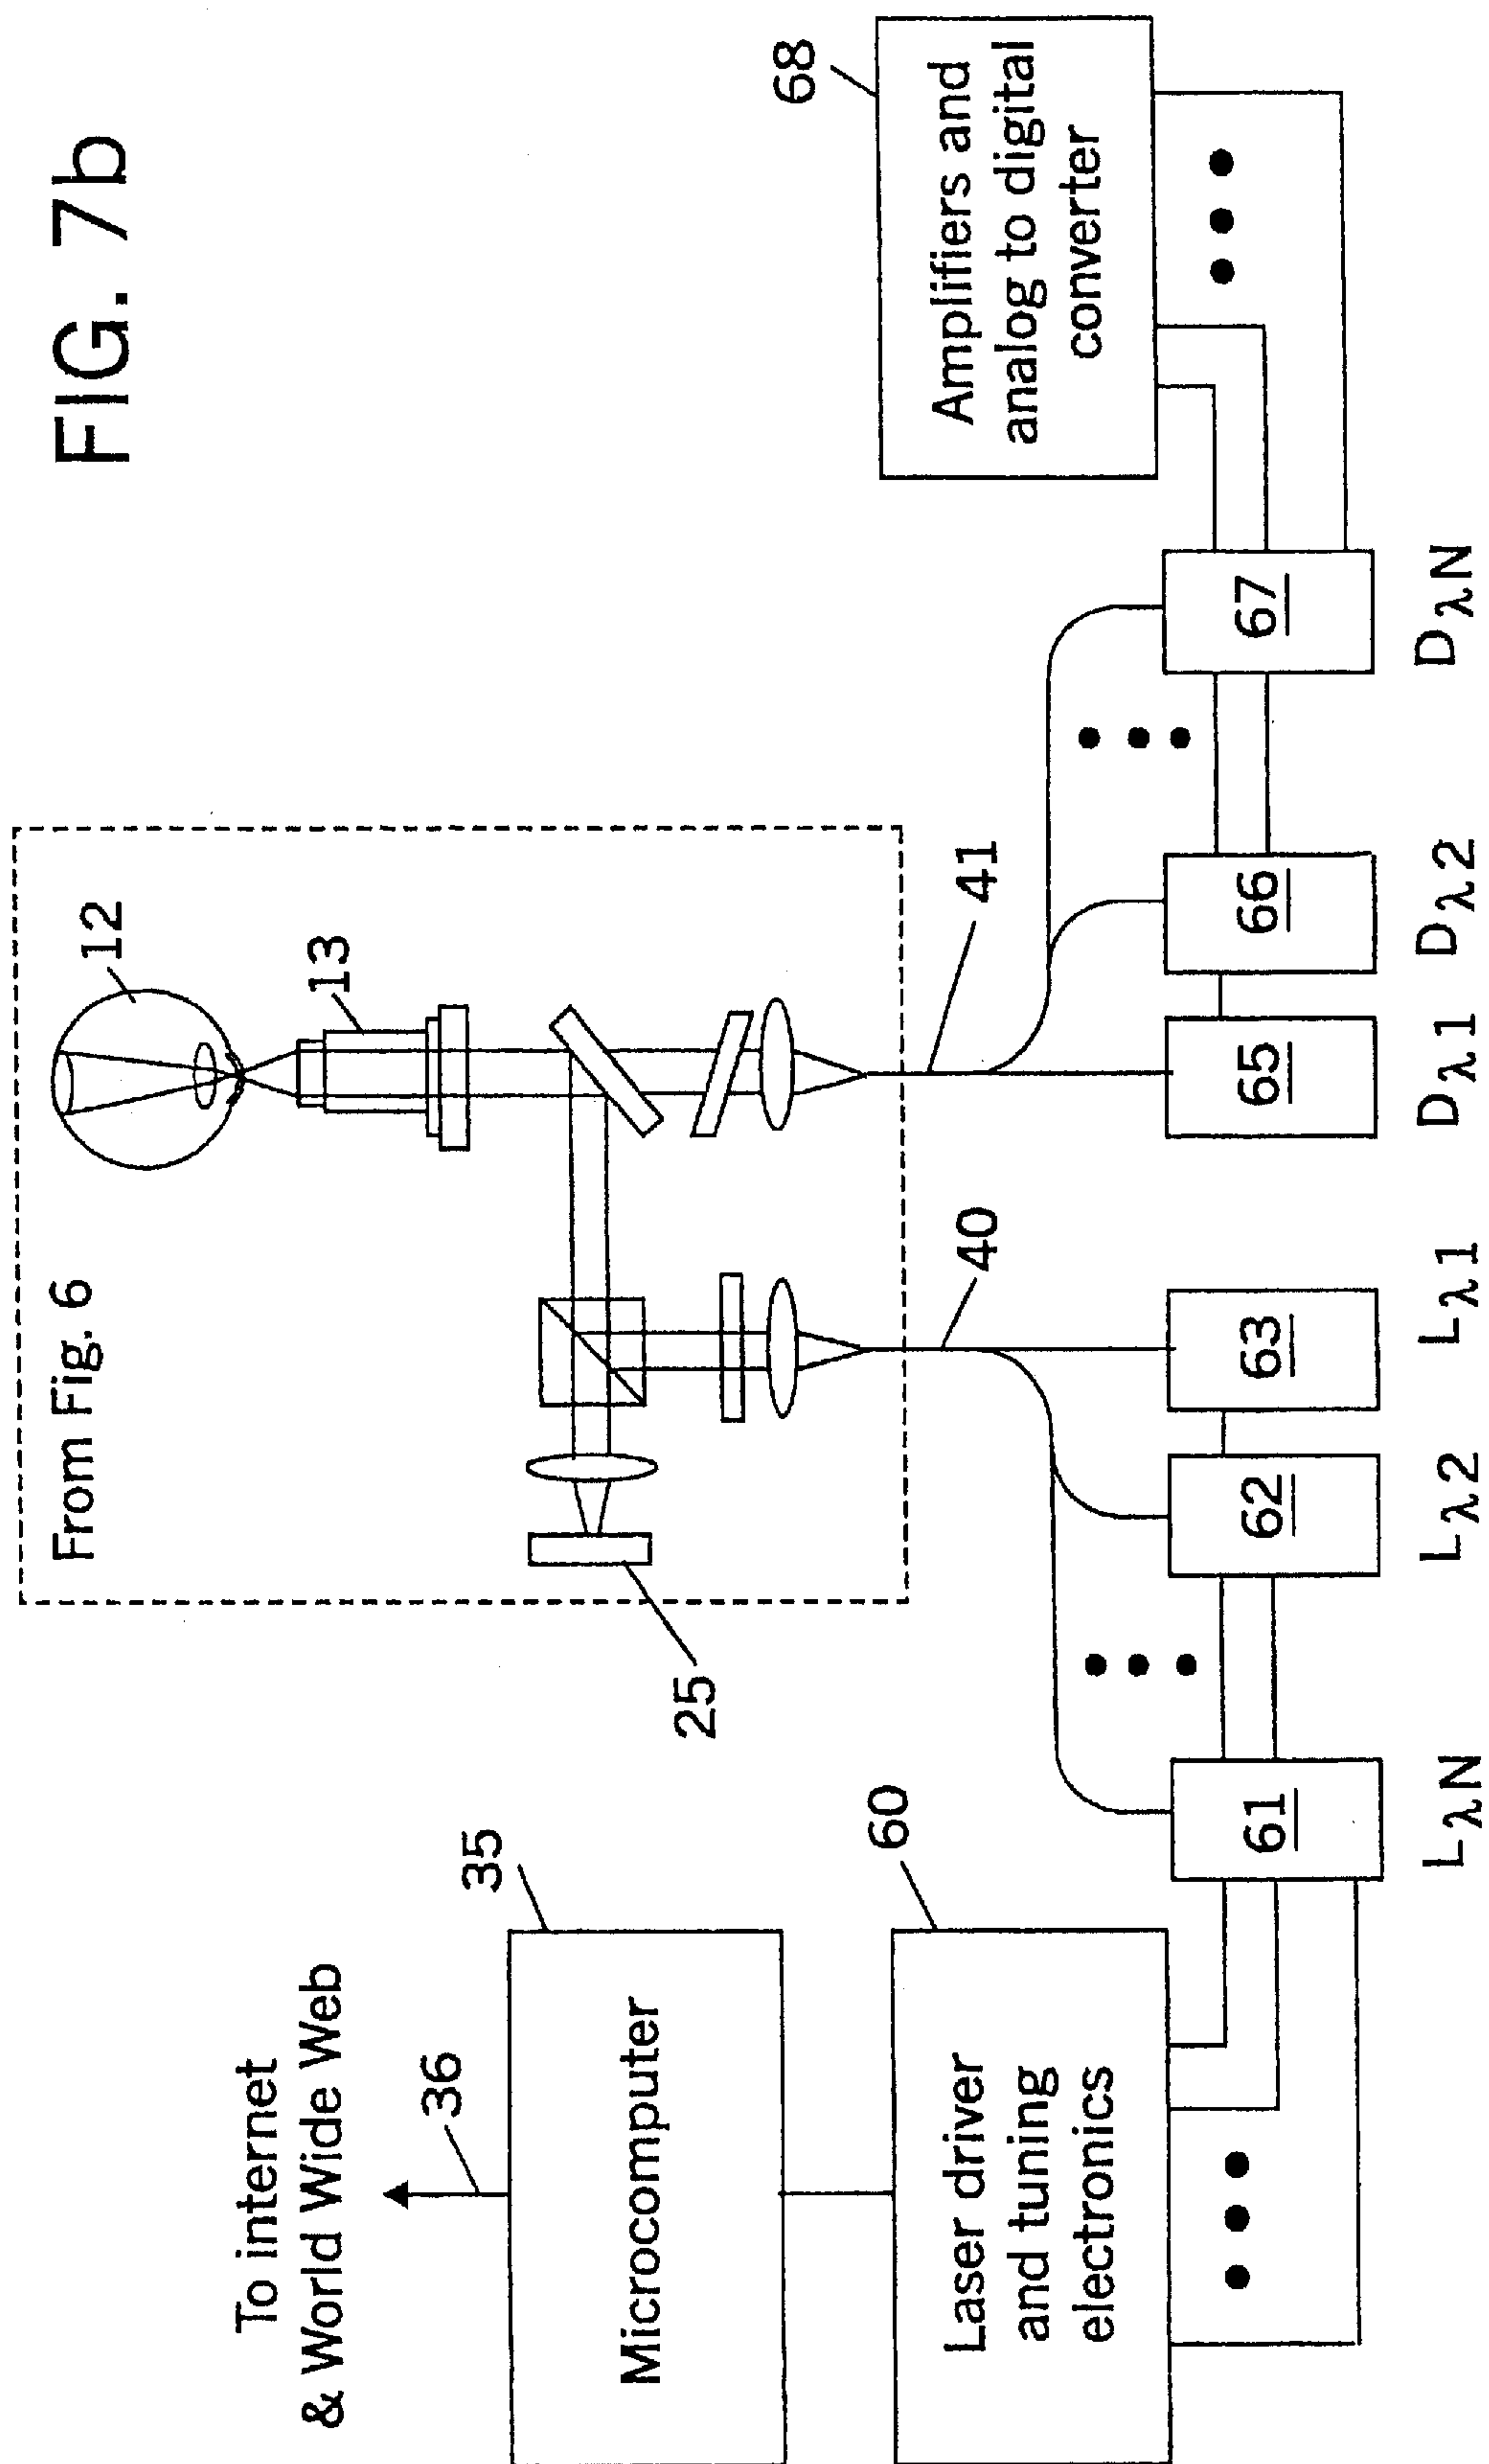 FIG. 7b
From Fig. 6
12
13
25
To internet
& World Wide Web
36
35
Microcomputer
60
Laser driver
and tuning
electronics
40
41
68
Amplifiers and
analog to digital
converter
61
62
63
65
66
67
LλN
Lλ2
Lλ1
Dλ1
Dλ2
DλN